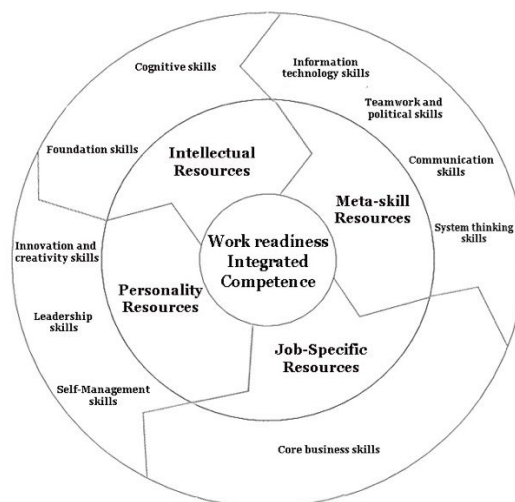 Cognitive skills
Information
technology skills
Teamwork and
political skills
Foundation skills
Intellectual
Resources
Communication
skills
Meta-skill
Resources
System thinking
skills
Innovation and
creativity skills
Work readiness
Integrated
Competence
Personality
Resources
Leadership
skills
Job-Specific
Resources
Self-Management
skills
Core business skills